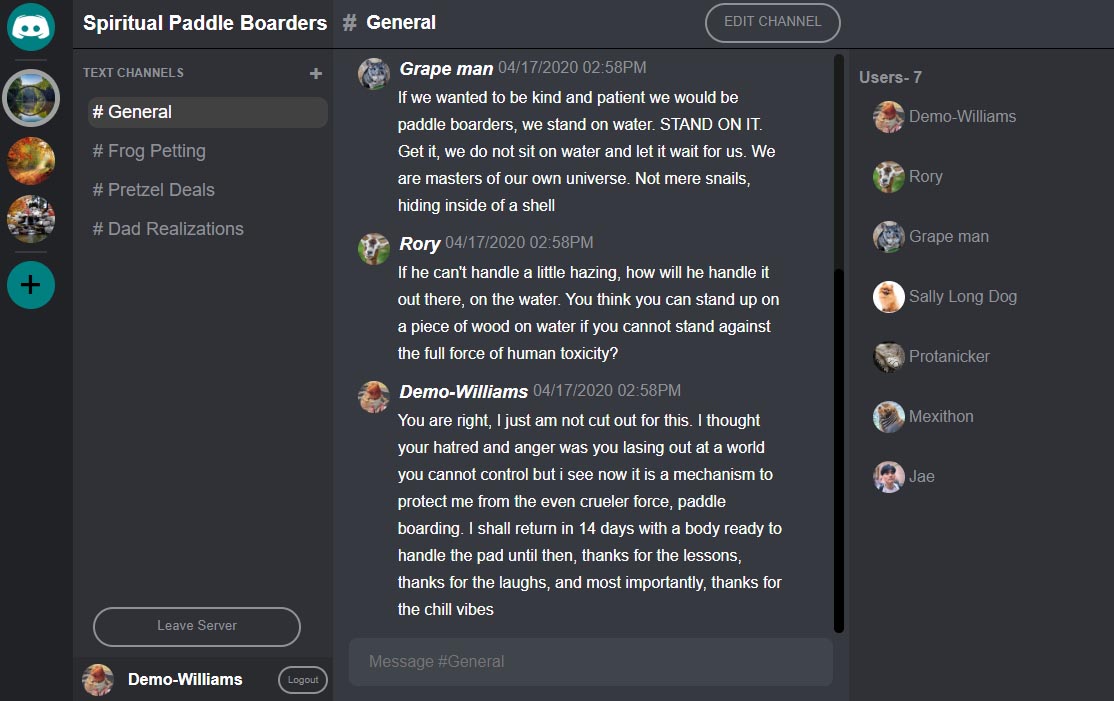 Spiritual Paddle Boarders
# General
EDIT CHANNEL
TEXT CHANNELS +
# General
# Frog Petting
# Pretzel Deals
# Dad Realizations
Leave Server
Demo-Williams
Logout
Grape man 04/17/2020 02:58PM
If we wanted to be kind and patient we would be
paddle boarders, we stand on water. STAND ON IT.
Get it, we do not sit on water and let it wait for us. We
are masters of our own universe. Not mere snails,
hiding inside of a shell
Rory 04/17/2020 02:58PM
If he can't handle a little hazing, how will he handle it
out there, on the water. You think you can stand up on
a piece of wood on water if you cannot stand against
the full force of human toxicity?
Demo-Williams 04/17/2020 02:58PM
You are right, I just am not cut out for this. I thought
your hatred and anger was you lasing out at a world
you cannot control but i see now it is a mechanism to
protect me from the even crueler force, paddle
boarding. I shall return in 14 days with a body ready to
handle the pad until then, thanks for the lessons,
thanks for the laughs, and most importantly, thanks for
the chill vibes
Message #General
Users- 7
Demo-Williams
Rory
Grape man
Sally Long Dog
Protanicker
Mexithon
Jae